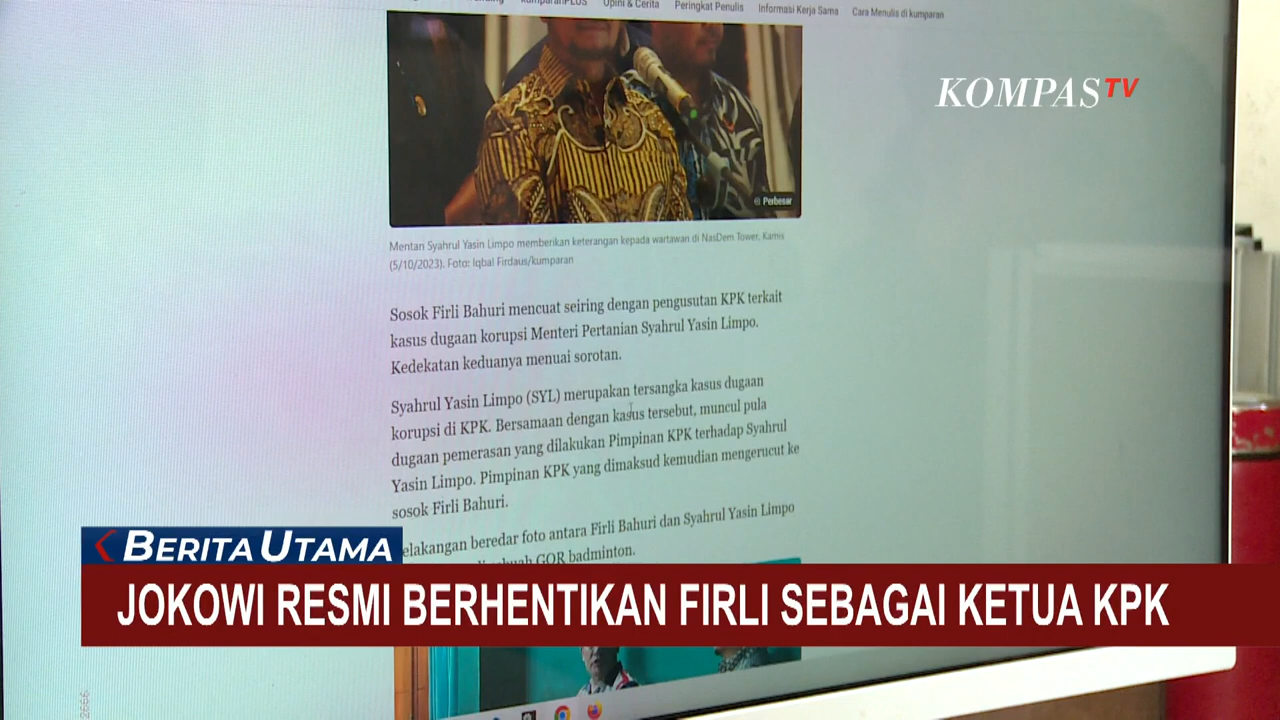 kumparanPLUS
Opini & Cerita
Peringkat Penulis
Informasi Kerja Sama
Cara Menulis di kumparan
KOMPASTV
Perbesar
Mentan Syahrul Yasin Limpo memberikan keterangan kepada wartawan di NasDem Tower, Kamis
(5/10/2023). Foto: Iqbal Firdaus/kumparan
Sosok Firli Bahuri mencuat seiring dengan pengusutan KPK terkait
kasus dugaan korupsi Menteri Pertanian Syahrul Yasin Limpo.
Kedekatan keduanya menuai sorotan.
Syahrul Yasin Limpo (SYL) merupakan tersangka kasus dugaan
korupsi di KPK. Bersamaan dengan kasus tersebut, muncul pula
dugaan pemerasan yang dilakukan Pimpinan KPK terhadap Syahrul
Yasin Limpo. Pimpinan KPK yang dimaksud kemudian mengerucut ke
sosok Firli Bahuri.
elakangan beredar foto antara Firli Bahuri dan Syahrul Yasin Limpo
GOR badminton.
BERITA UTAMA
JOKOWI RESMI BERHENTIKAN FIRLI SEBAGAI KETUA KPK
2666